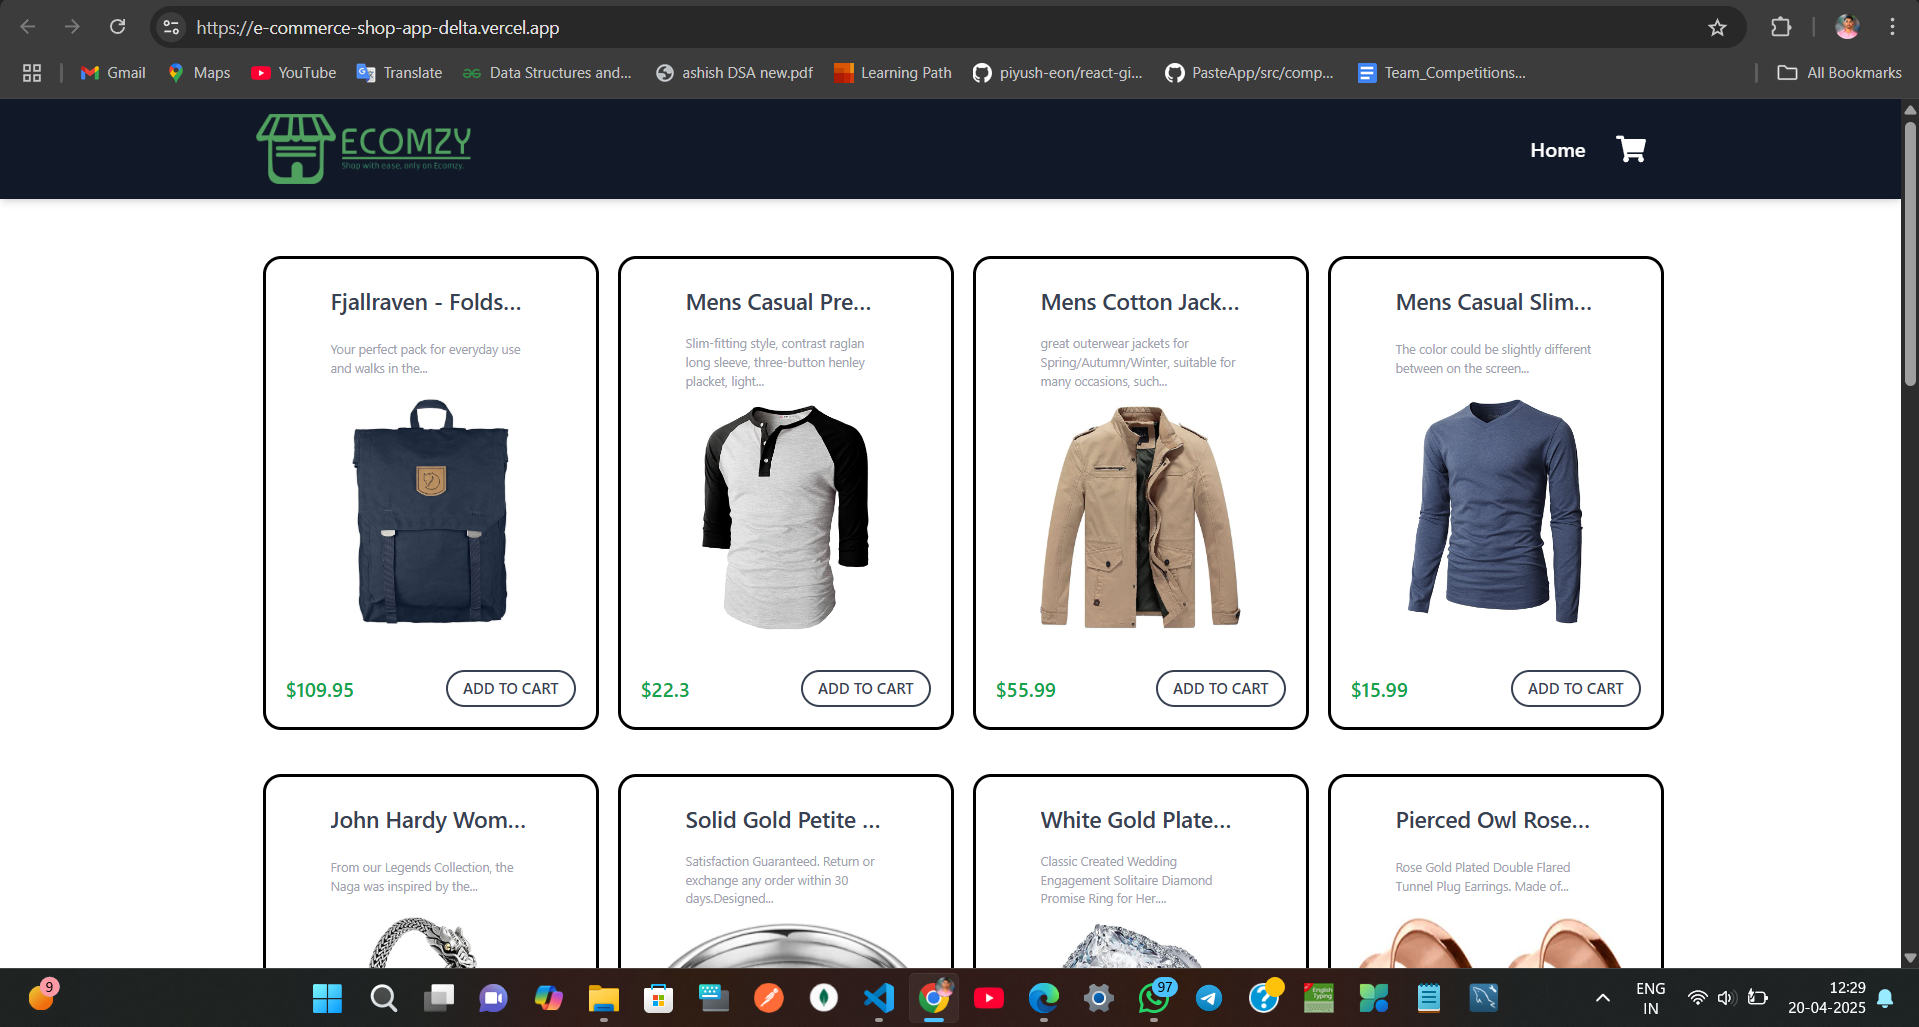 https://e-commerce-shop-app-delta.vercel.app
Gmail
Maps
YouTube
Translate
Data Structures and...
ashish DSA new.pdf
Learning Path
piyush-eon/react-gi...
PasteApp/src/comp...
Team_Competitions...
All Bookmarks
ECOMZY
Shop with ease, only on Ecomzy.
Home
Fjallraven - Folds...
Your perfect pack for everyday use
and walks in the...
$109.95
ADD TO CART
Mens Casual Pre...
Slim-fitting style, contrast raglan
long sleeve, three-button henley
placket, light...
$22.3
ADD TO CART
Mens Cotton Jack...
great outerwear jackets for
Spring/Autumn/Winter, suitable for
many occasions, such...
$55.99
ADD TO CART
Mens Casual Slim...
The color could be slightly different
between on the screen...
$15.99
ADD TO CART
John Hardy Wom...
From our Legends Collection, the
Naga was inspired by the...
Solid Gold Petite ...
Satisfaction Guaranteed. Return or
exchange any order within 30
days.Designed...
White Gold Plate...
Classic Created Wedding
Engagement Solitaire Diamond
Promise Ring for Her....
Pierced Owl Rose...
Rose Gold Plated Double Flared
Tunnel Plug Earrings. Made of...
9
97
English
Typing
ENG
IN
12:29
20-04-2025